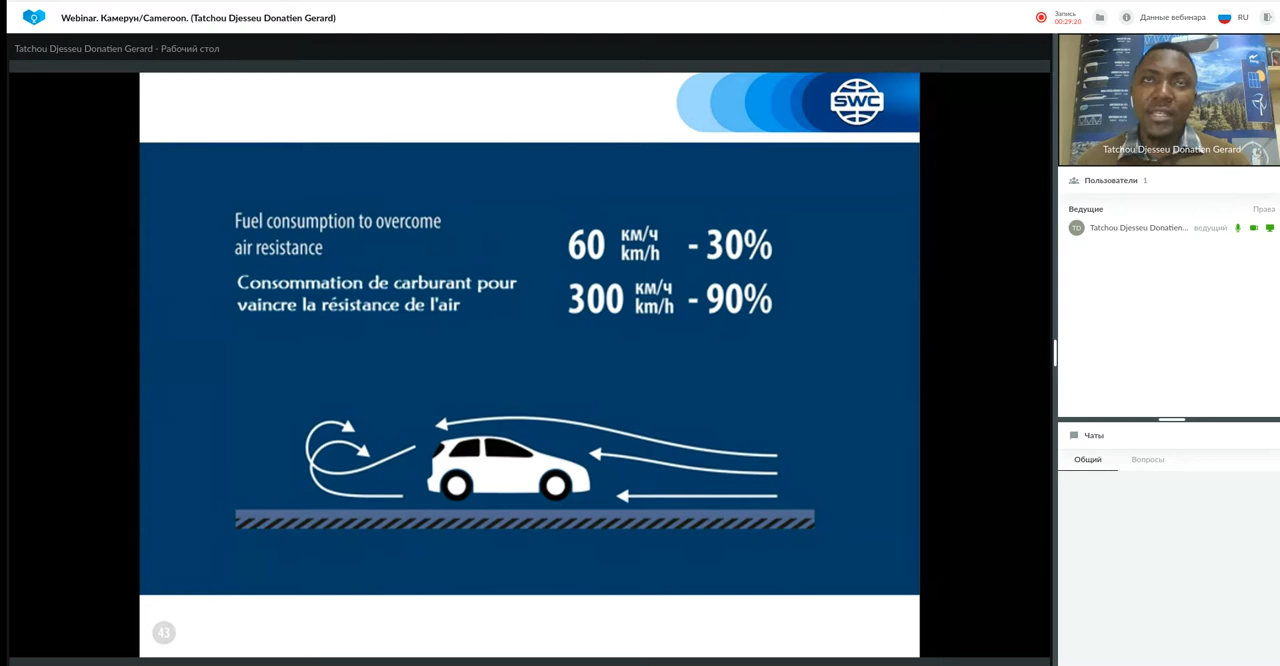 Webinar. Камерун/Cameroon. (Tatchou Djesseu Donatien Gerard)
Запись
00:29:20
Данные вебинара
RU
Tatchou Djesseu Donatien Gerard - Рабочий стол
SWC
Fuel consumption to overcome
air resistance
Consommation de carburant pour
vaincre la résistance de l'air
60 км/ч km/h - 30%
300 км/ч km/h - 90%
43
Tatchou Djesseu Donatien Gerard
Пользователи 1
Ведущие Права
TD Tatchou Djesseu Donatien... ведущий
Чаты
Общий Вопросы